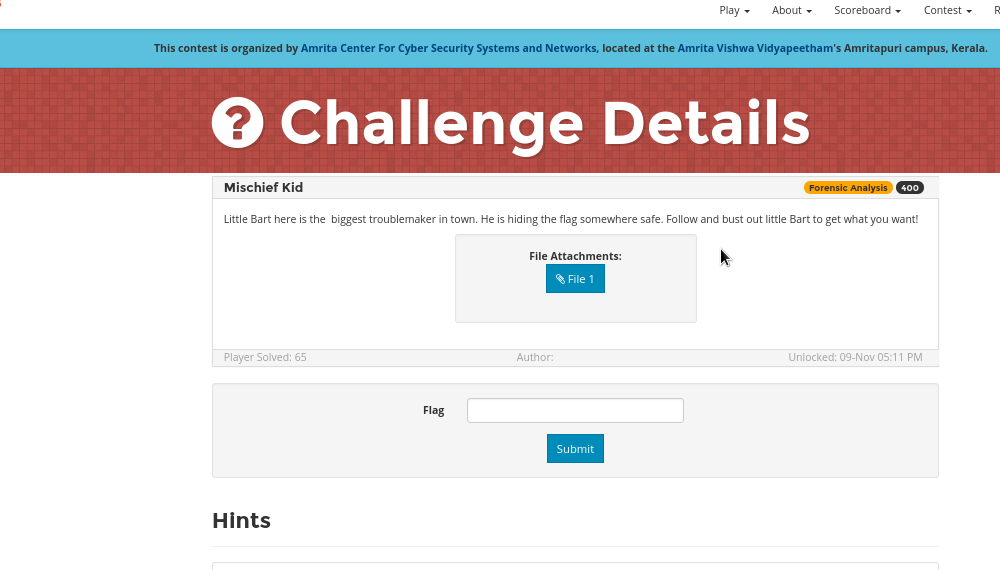 Play About Scoreboard Contest R
This contest is organized by Amrita Center For Cyber Security Systems and Networks, located at the Amrita Vishwa Vidyapeetham's Amritapuri campus, Kerala.
? Challenge Details
Mischief Kid Forensic Analysis 400
Little Bart here is the biggest troublemaker in town. He is hiding the flag somewhere safe. Follow and bust out little Bart to get what you want!
File Attachments:
File 1
Player Solved: 65 Author: Unlocked: 09-Nov 05:11 PM
Flag
Submit
Hints